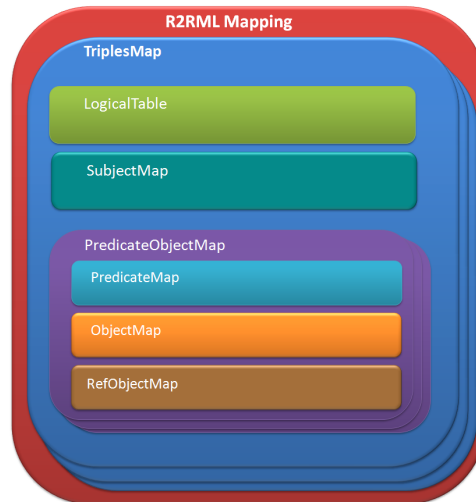 R2RML Mapping
TriplesMap
LogicalTable
SubjectMap
PredicateObjectMap
PredicateMap
ObjectMap
RefObjectMap